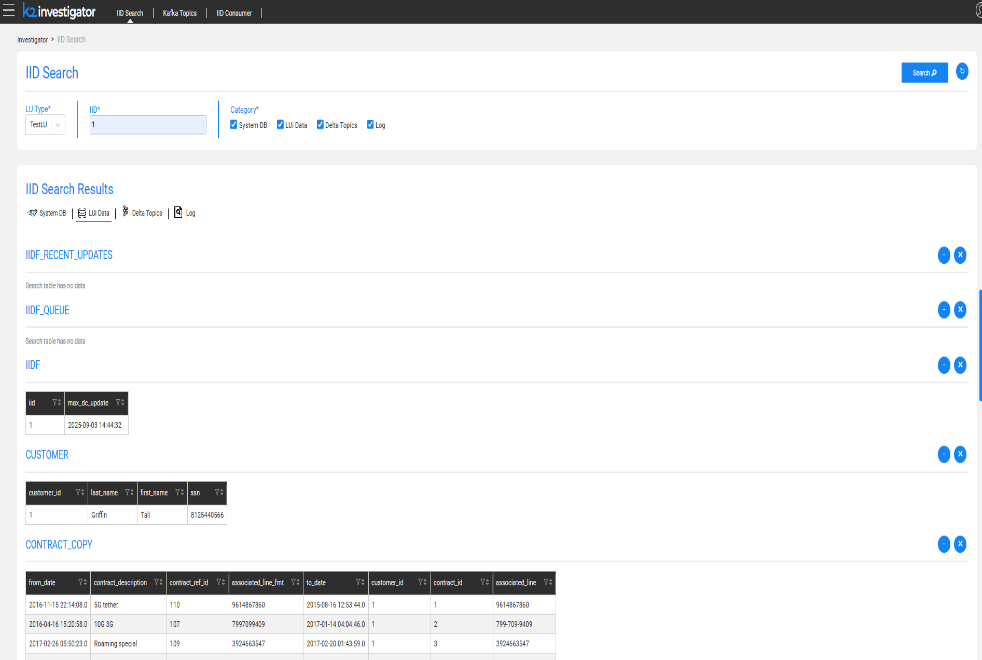 k2investigator IID Search | Kafka Topics | IID Consumer |
Investigator > IID Search
IID Search
Search
LU Type*
IID*
Category*
TestLU
1
System DB LUI Data Delta Topics Log
IID Search Results
System DB | LUI Data | Delta Topics | Log
IIDF_RECENT_UPDATES
Search table has no data
IIDF_QUEUE
Search table has no data
IIDF
iid max_dc_update
1 2025-09-03 14:44:32
CUSTOMER
customer_id last_name first_name ssn
1 Griffin Tali 8125440566
CONTRACT_COPY
from_date contract_description contract_ref_id associated_line_fmt to_date customer_id contract_id associated_line
2016-11-15 22:14:08.0 5G tether 110 9614867860 2015-08-16 12:53:44.0 1 1 9614867860
2016-04-16 15:20:58.0 10G 3G 107 7997099409 2017-01-14 04:04:46.0 1 2 799-709-9409
2017-02-26 05:50:23.0 Roaming special 109 3924663547 2017-02-20 01:43:59.0 1 3 3924663547